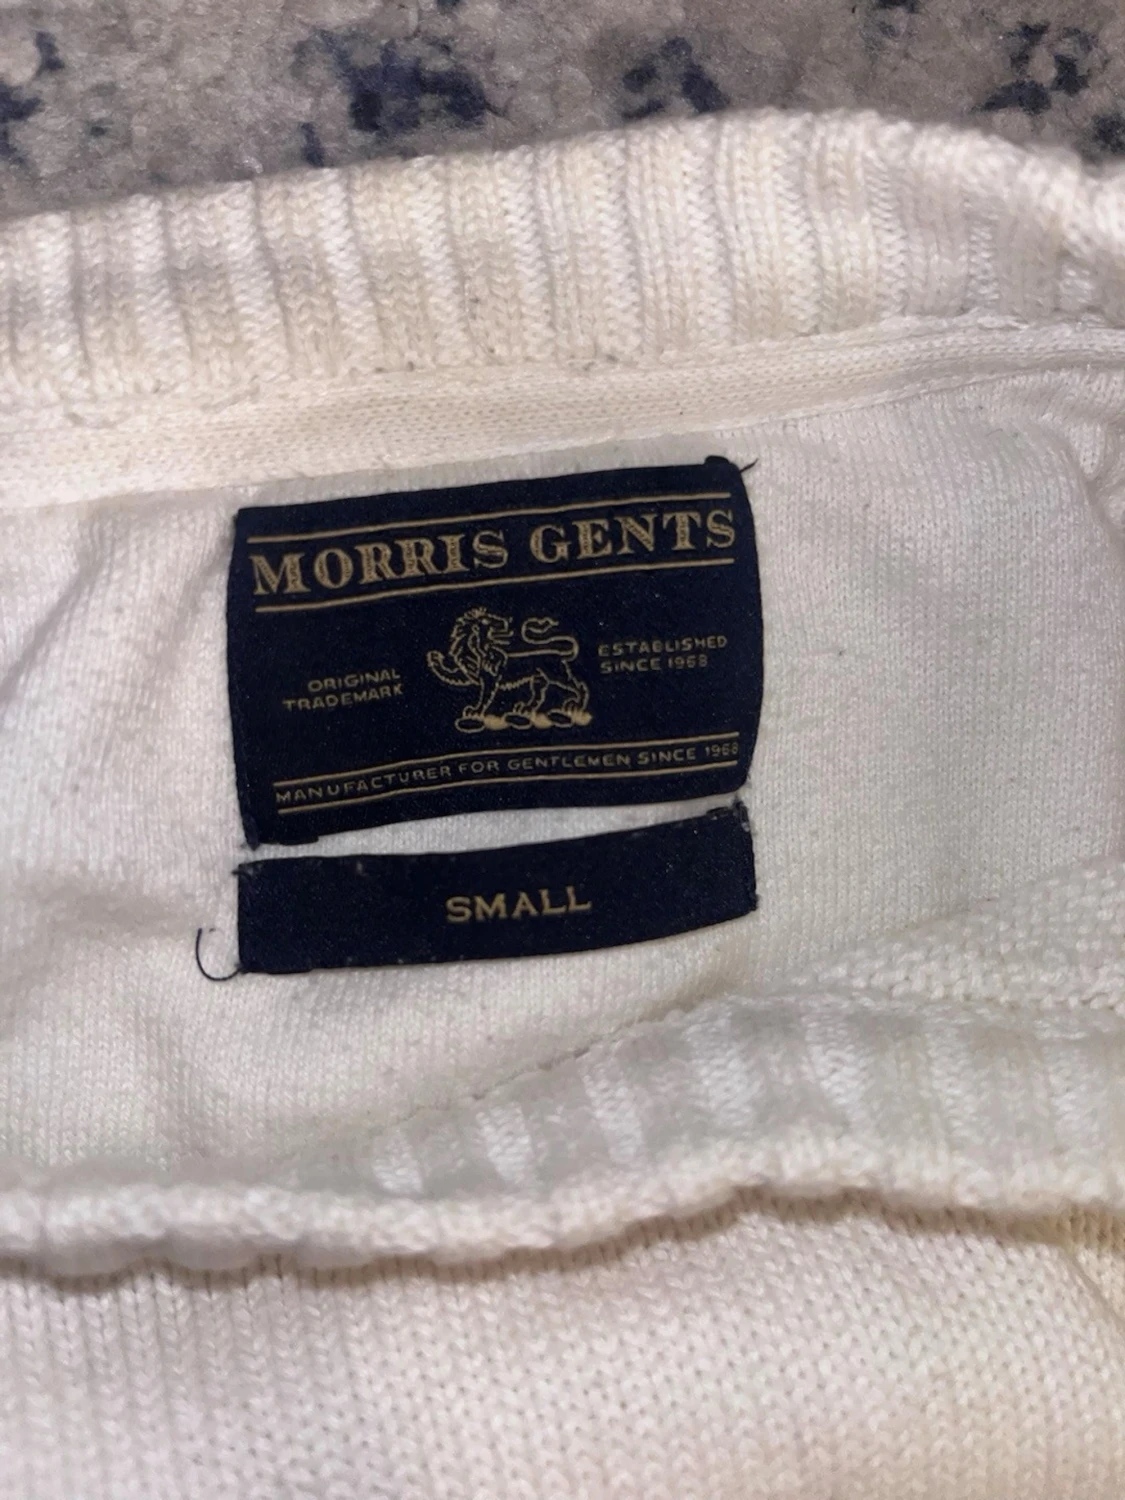 MORRIS GENTS
ORIGINAL
TRADEMARK
ESTABLISHED
SINCE 1968
MANUFACTURER FOR GENTLEMEN SINCE 1968
SMALL